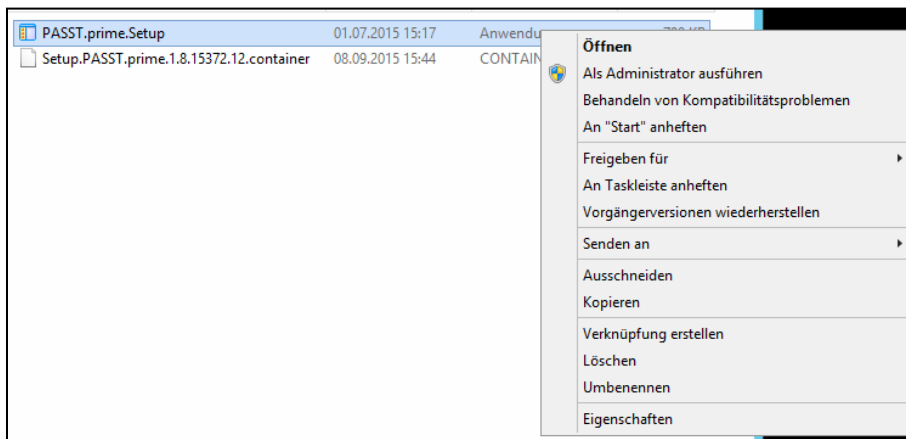 PASST.prime.Setup 01.07.2015 15:17 Anwendu
Setup.PASST.prime.1.8.15372.12.container 08.09.2015 15:44 CONTAIN
Öffnen
Als Administrator ausführen
Behandeln von Kompatibilitätsproblemen
An "Start" anheften
Freigeben für
An Taskleiste anheften
Vorgängerversionen wiederherstellen
Senden an
Ausschneiden
Kopieren
Verknüpfung erstellen
Löschen
Umbenennen
Eigenschaften